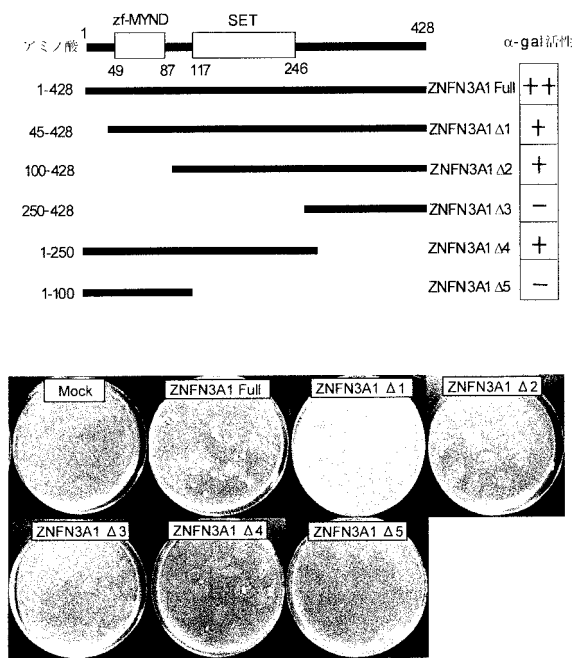 1 zf-MYND SET 428 α-gal活性
アミノ酸
49 87 117 246
1-428 ZNFN3A1 Full ++
45-428 ZNFN3A1 Δ1 +
100-428 ZNFN3A1 Δ2 +
250-428 ZNFN3A1 Δ3 -
1-250 ZNFN3A1 Δ4 +
1-100 ZNFN3A1 Δ5 -
Mock ZNFN3A1 Full ZNFN3A1 Δ1 ZNFN3A1 Δ2
ZNFN3A1 Δ3 ZNFN3A1 Δ4 ZNFN3A1 Δ5